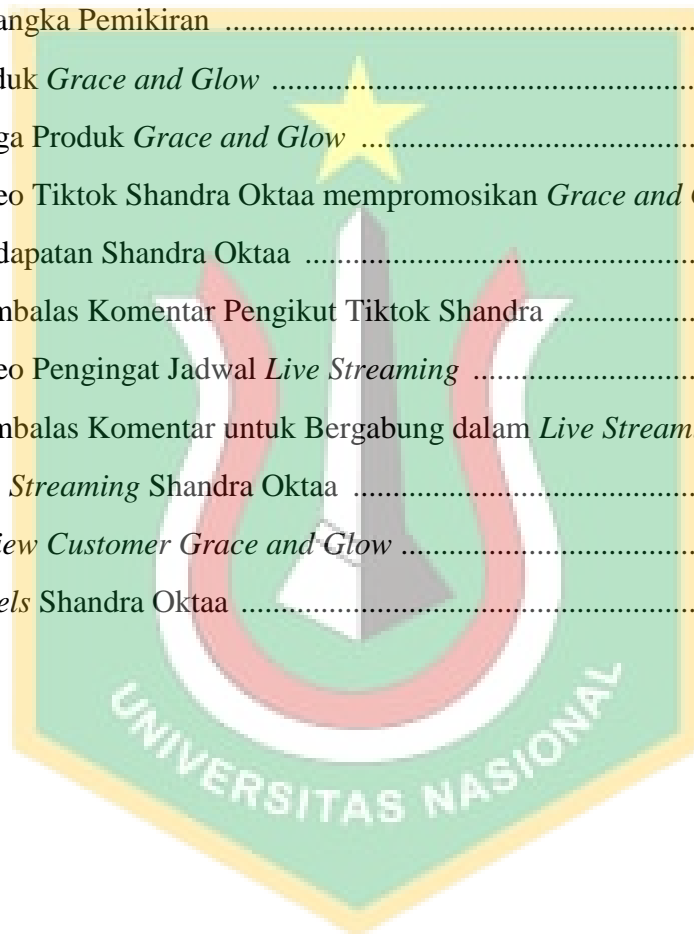 angka Pemikiran ........................................................
duk Grace and Glow ...................................................
ga Produk Grace and Glow .........................................
eo Tiktok Shandra Oktaa mempromosikan Grace and
dapatan Shandra Oktaa ...............................................
mbalas Komentar Pengikut Tiktok Shandra ..................
eo Pengingat Jadwal Live Streaming ...........................
mbalas Komentar untuk Bergabung dalam Live Stream
Streaming Shandra Oktaa ..........................................
iew Customer Grace and Glow ....................................
els Shandra Oktaa ........................................................
UNIVERSITAS NASIONAL